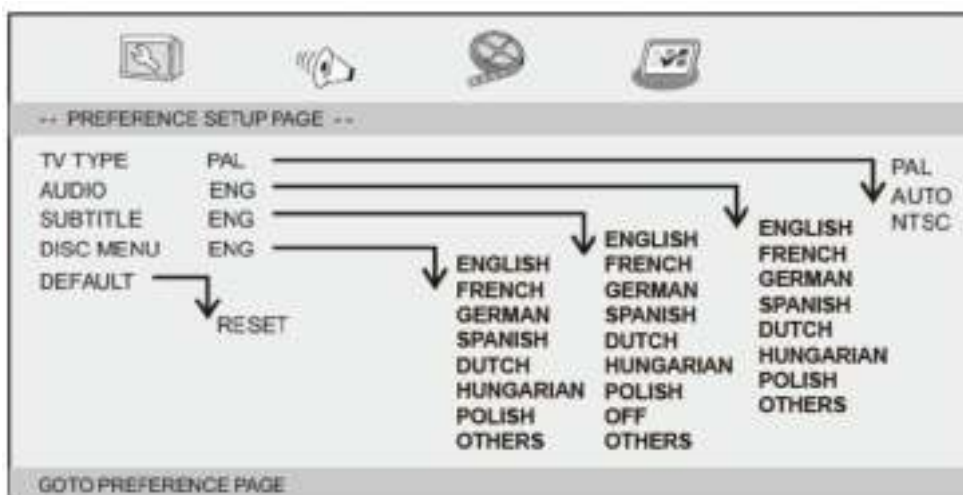 -- PREFERENCE SETUP PAGE --
TV TYPE PAL
AUDIO ENG
SUBTITLE ENG
DISC MENU ENG
DEFAULT
RESET
ENGLISH
FRENCH
GERMAN
SPANISH
DUTCH
HUNGARIAN
POLISH
OTHERS
ENGLISH
FRENCH
GERMAN
SPANISH
DUTCH
HUNGARIAN
POLISH
OFF
OTHERS
ENGLISH
FRENCH
GERMAN
SPANISH
DUTCH
HUNGARIAN
POLISH
OTHERS
PAL
AUTO
NTSC
GOTO PREFERENCE PAGE